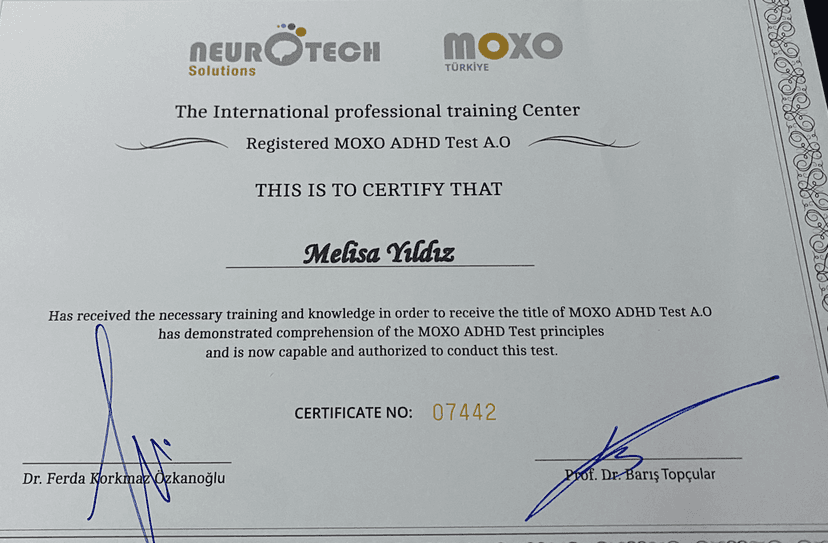 NEUROTECH
Solutions
MOXO
TÜRKİYE
The International professional training Center
Registered MOXO ADHD Test A.O
THIS IS TO CERTIFY THAT
Melisa Yıldız
Has received the necessary training and knowledge in order to receive the title of MOXO ADHD Test A.O
has demonstrated comprehension of the MOXO ADHD Test principles
and is now capable and authorized to conduct this test.
CERTIFICATE NO: 07442
Dr. Ferda Korkmaz Özkanoğlu
Prof. Dr. Barış Topçular